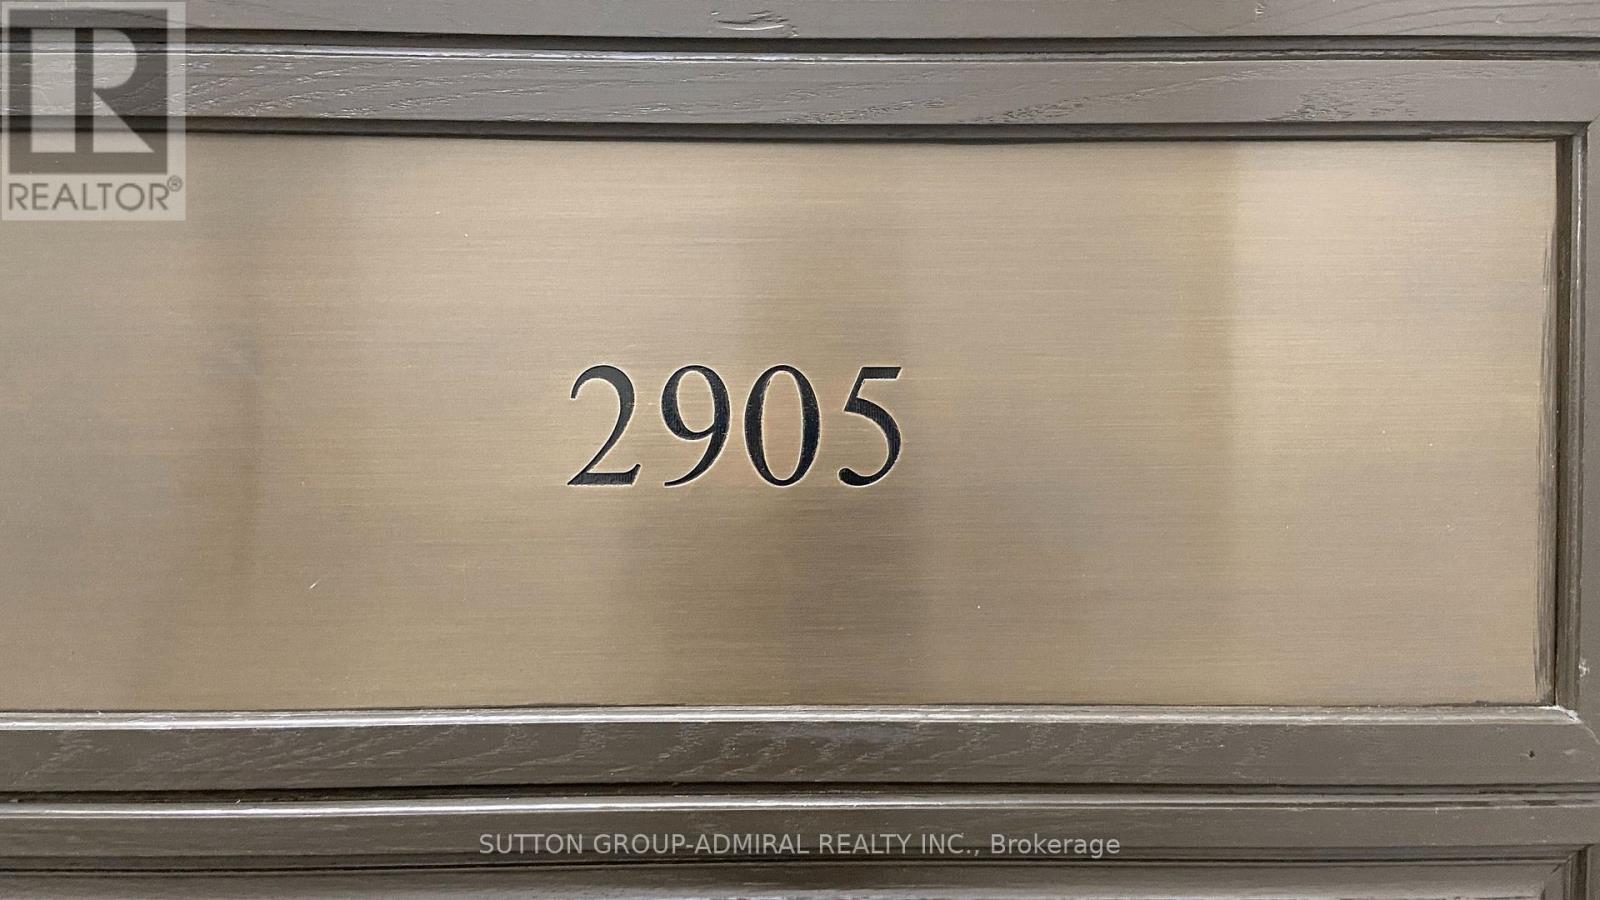 R
REALTOR®
2905
SUTTON GROUP-ADMIRAL REALTY INC., Brokerage